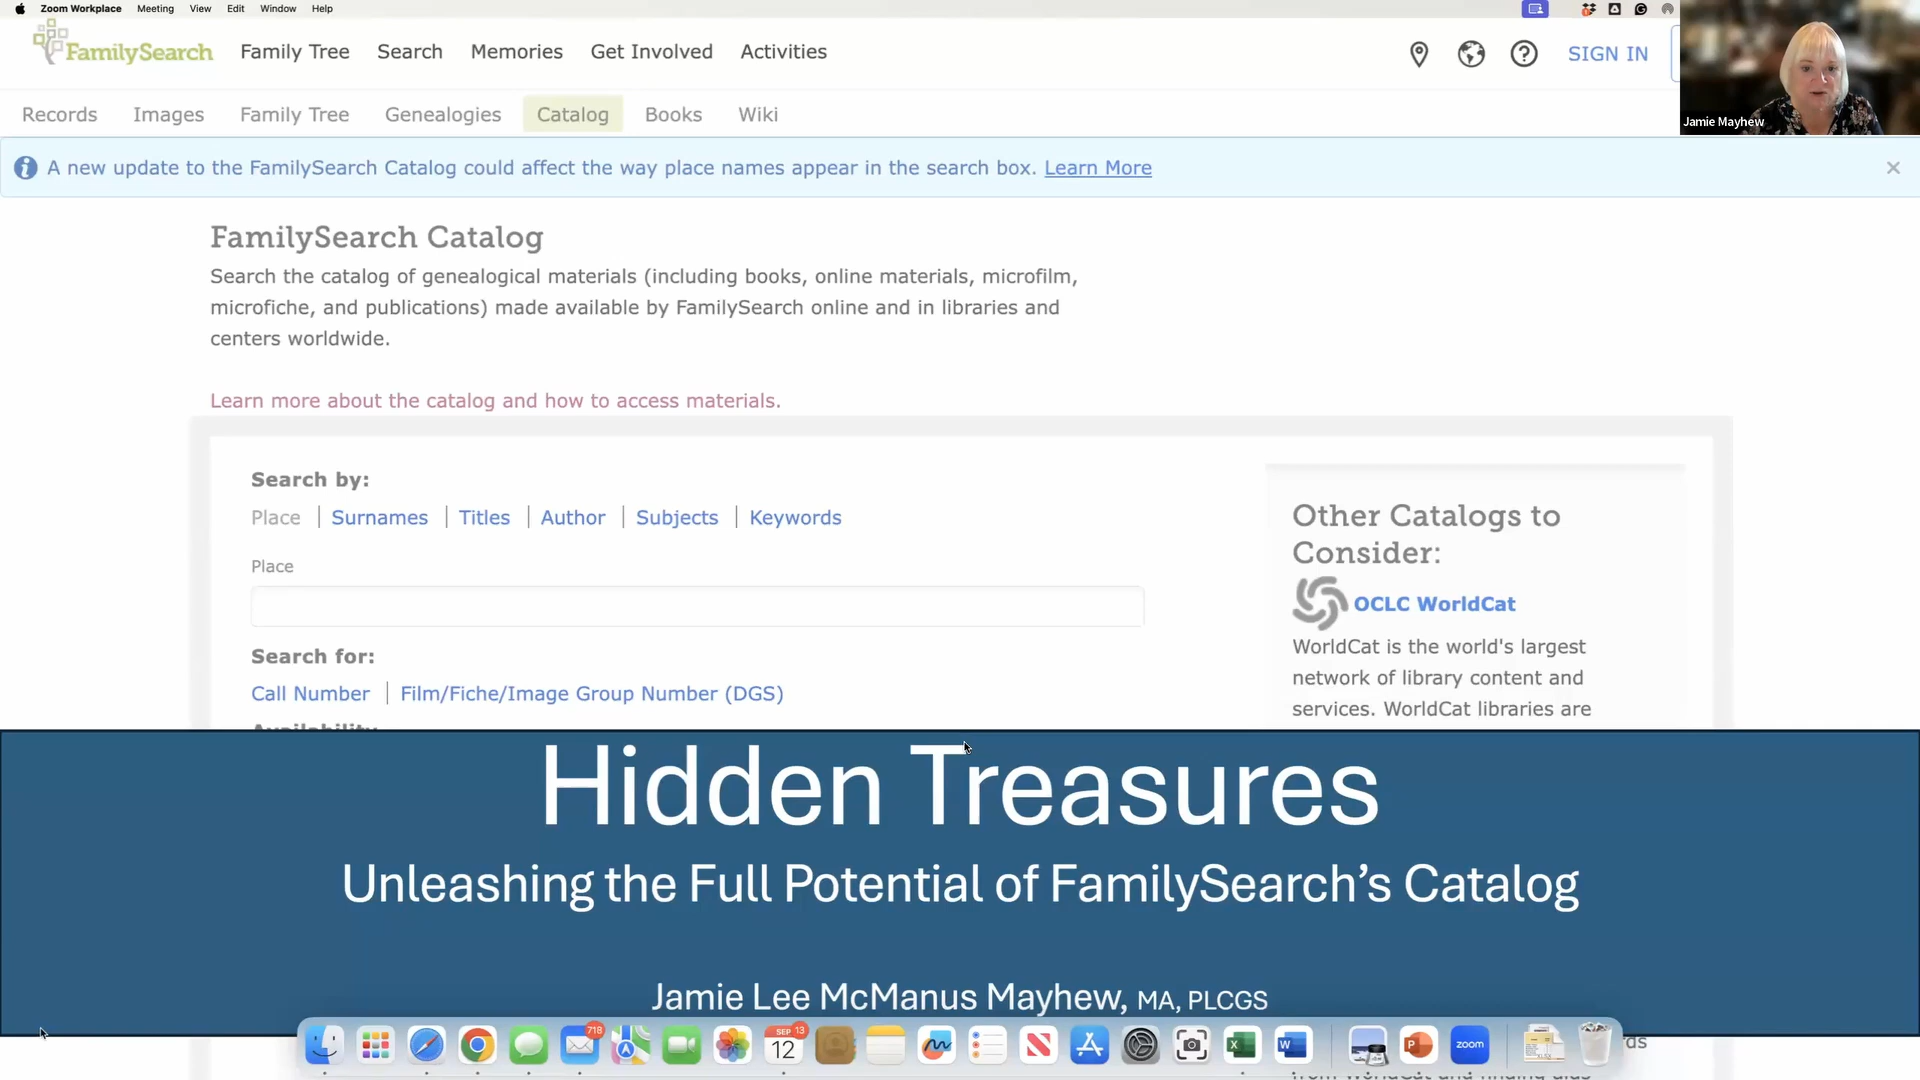 Zoom Workplace Meeting View Edit Window Help
FamilySearch Family Tree Search Memories Get Involved Activities SIGN IN
Jamie Mayhew
Records Images Family Tree Genealogies Catalog Books Wiki
A new update to the FamilySearch Catalog could affect the way place names appear in the search box. Learn More
FamilySearch Catalog
Search the catalog of genealogical materials (including books, online materials, microfilm,
microfiche, and publications) made available by FamilySearch online and in libraries and
centers worldwide.
Learn more about the catalog and how to access materials.
Search by:
Place | Surnames | Titles | Author | Subjects | Keywords
Place
Search for:
Call Number | Film/Fiche/Image Group Number (DGS)
Availability
Other Catalogs to
Consider:
OCLC WorldCat
WorldCat is the world's largest
network of library content and
services. WorldCat libraries are
Hidden Treasures
Unleashing the Full Potential of FamilySearch’s Catalog
Jamie Lee McManus Mayhew, MA, PLCGS
718
SEP 13
12
zoom